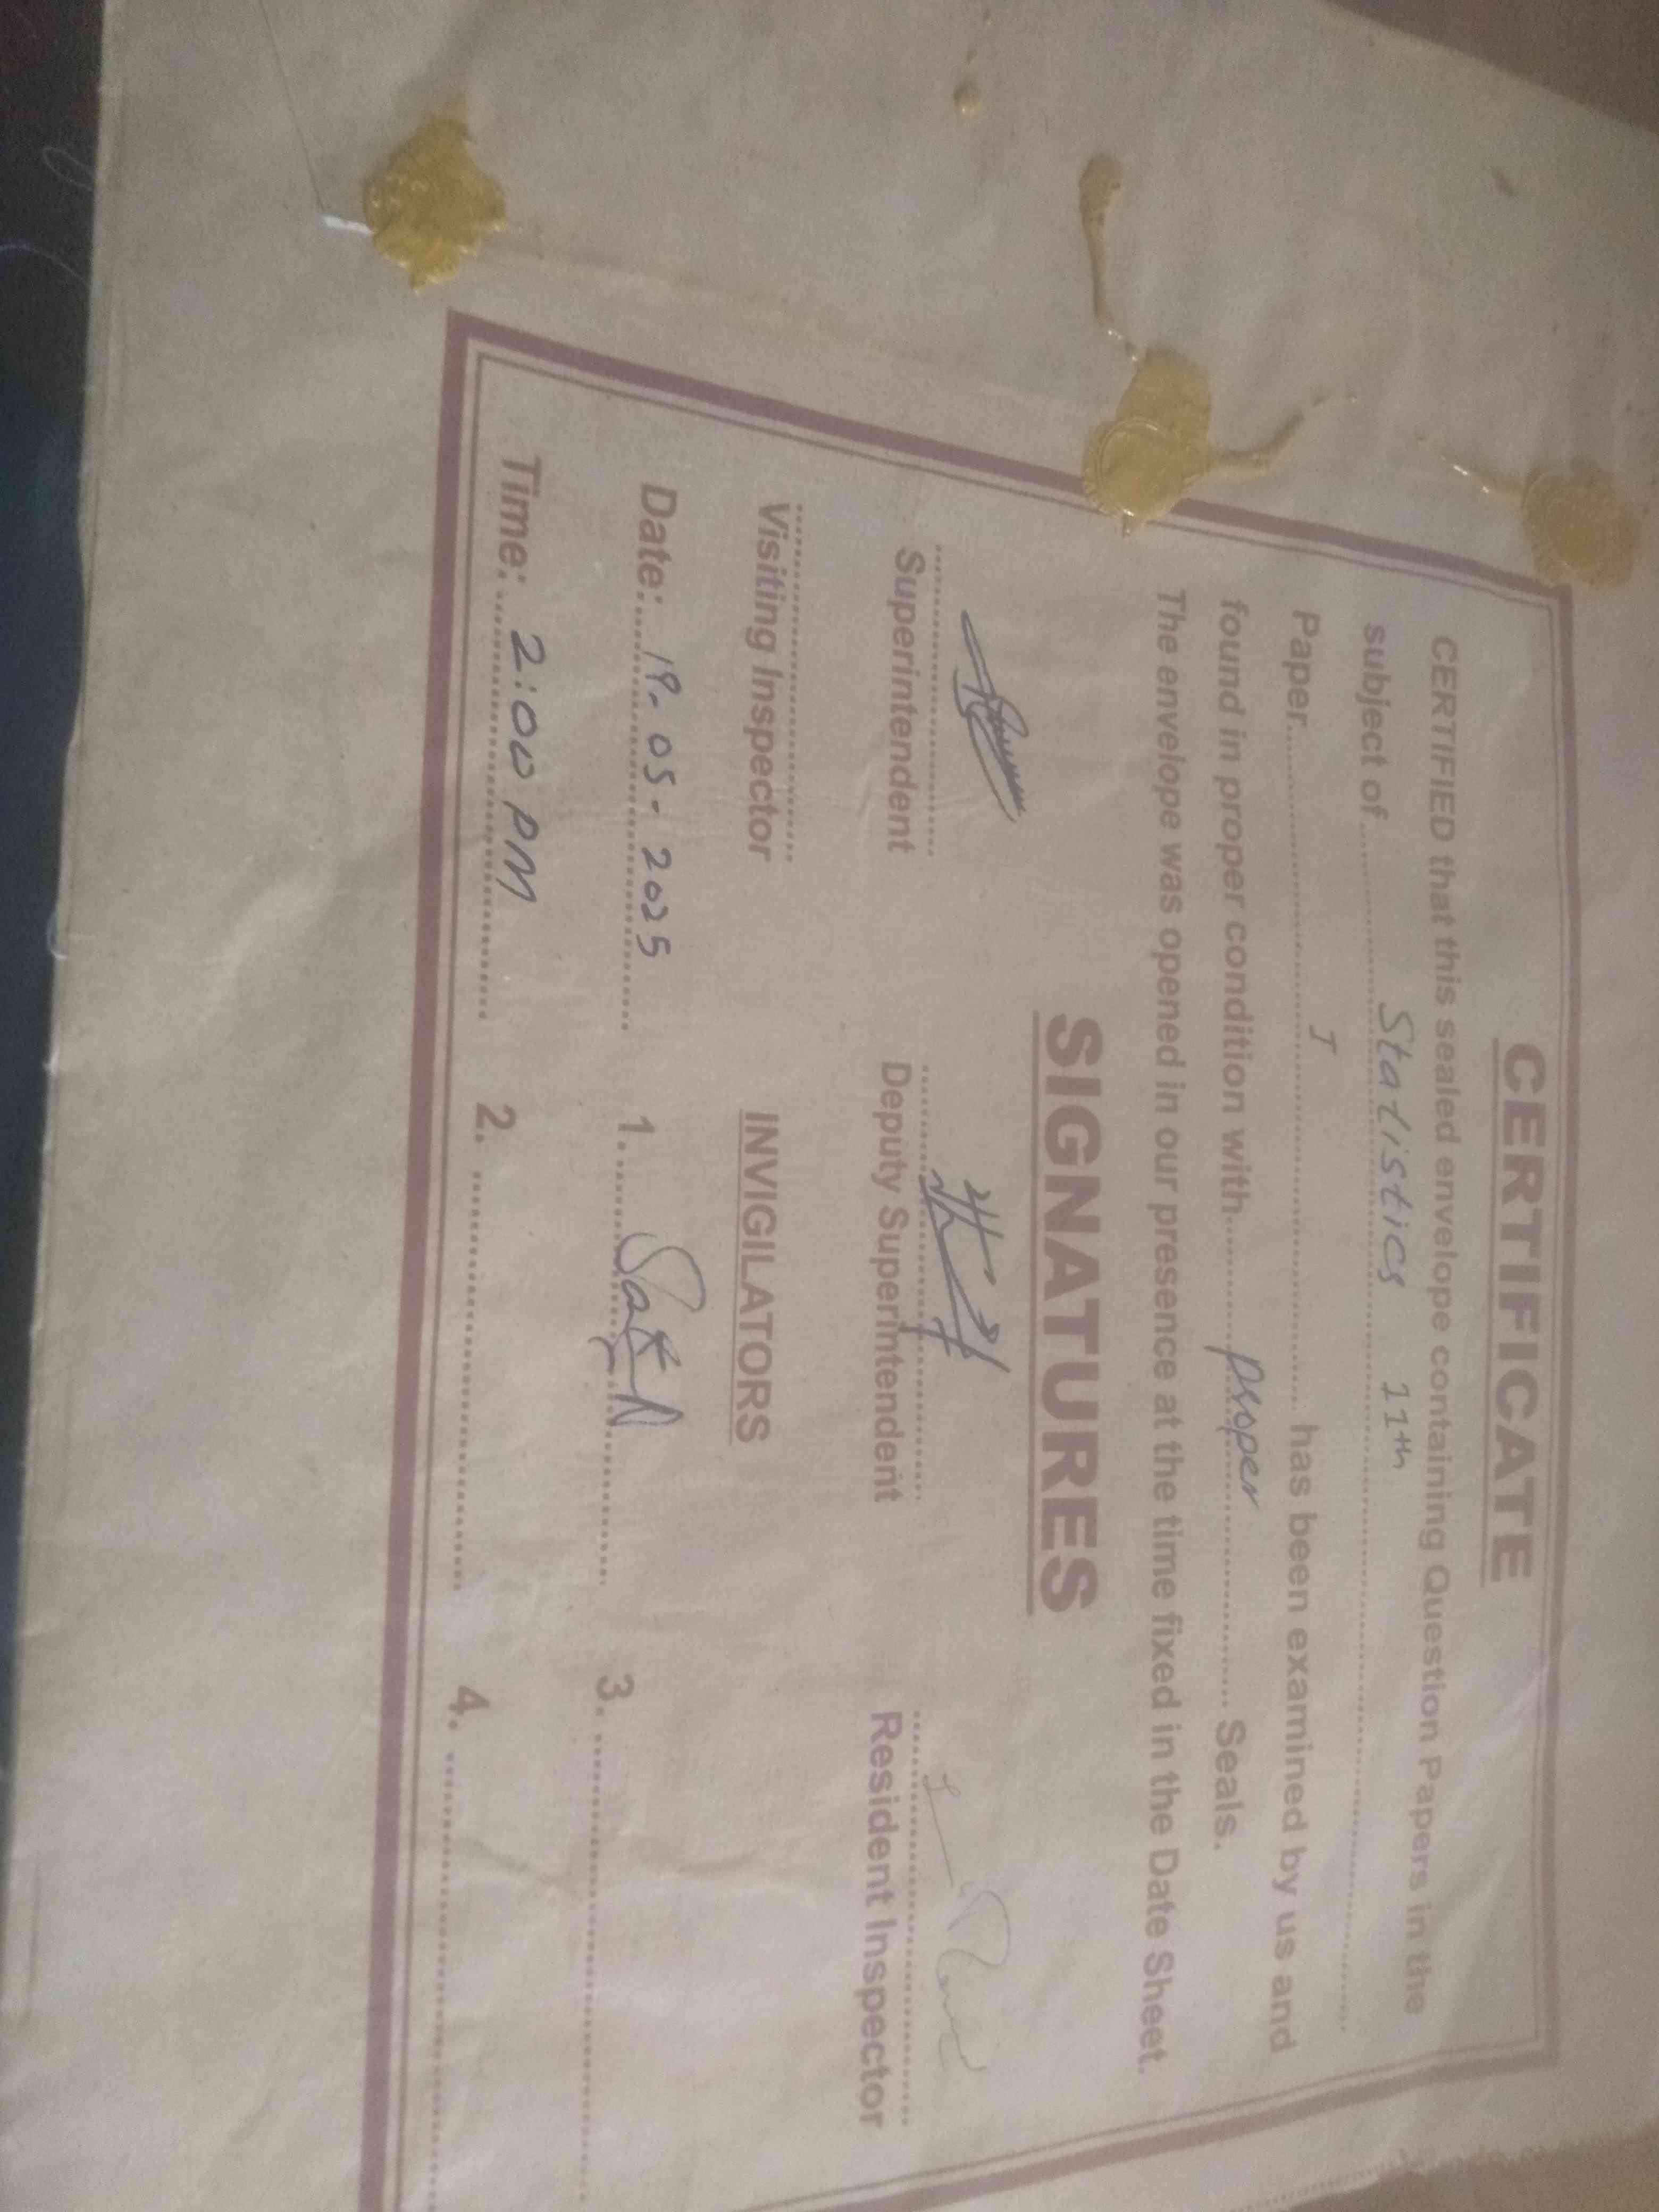 CERTIFICATE
CERTIFIED that this sealed envelope containing Question Papers in the
subject of Statistics 11th
Paper I has been examined by us and
found in proper condition with proper Seals.
The envelope was opened in our presence at the time fixed in the Date Sheet.
SIGNATURES
Superintendent Deputy Superintendent Resident Inspector
Visiting Inspector INVIGILATORS
Date: 19-05-2025 1. 3.
Time: 2:00 PM 2. 4.